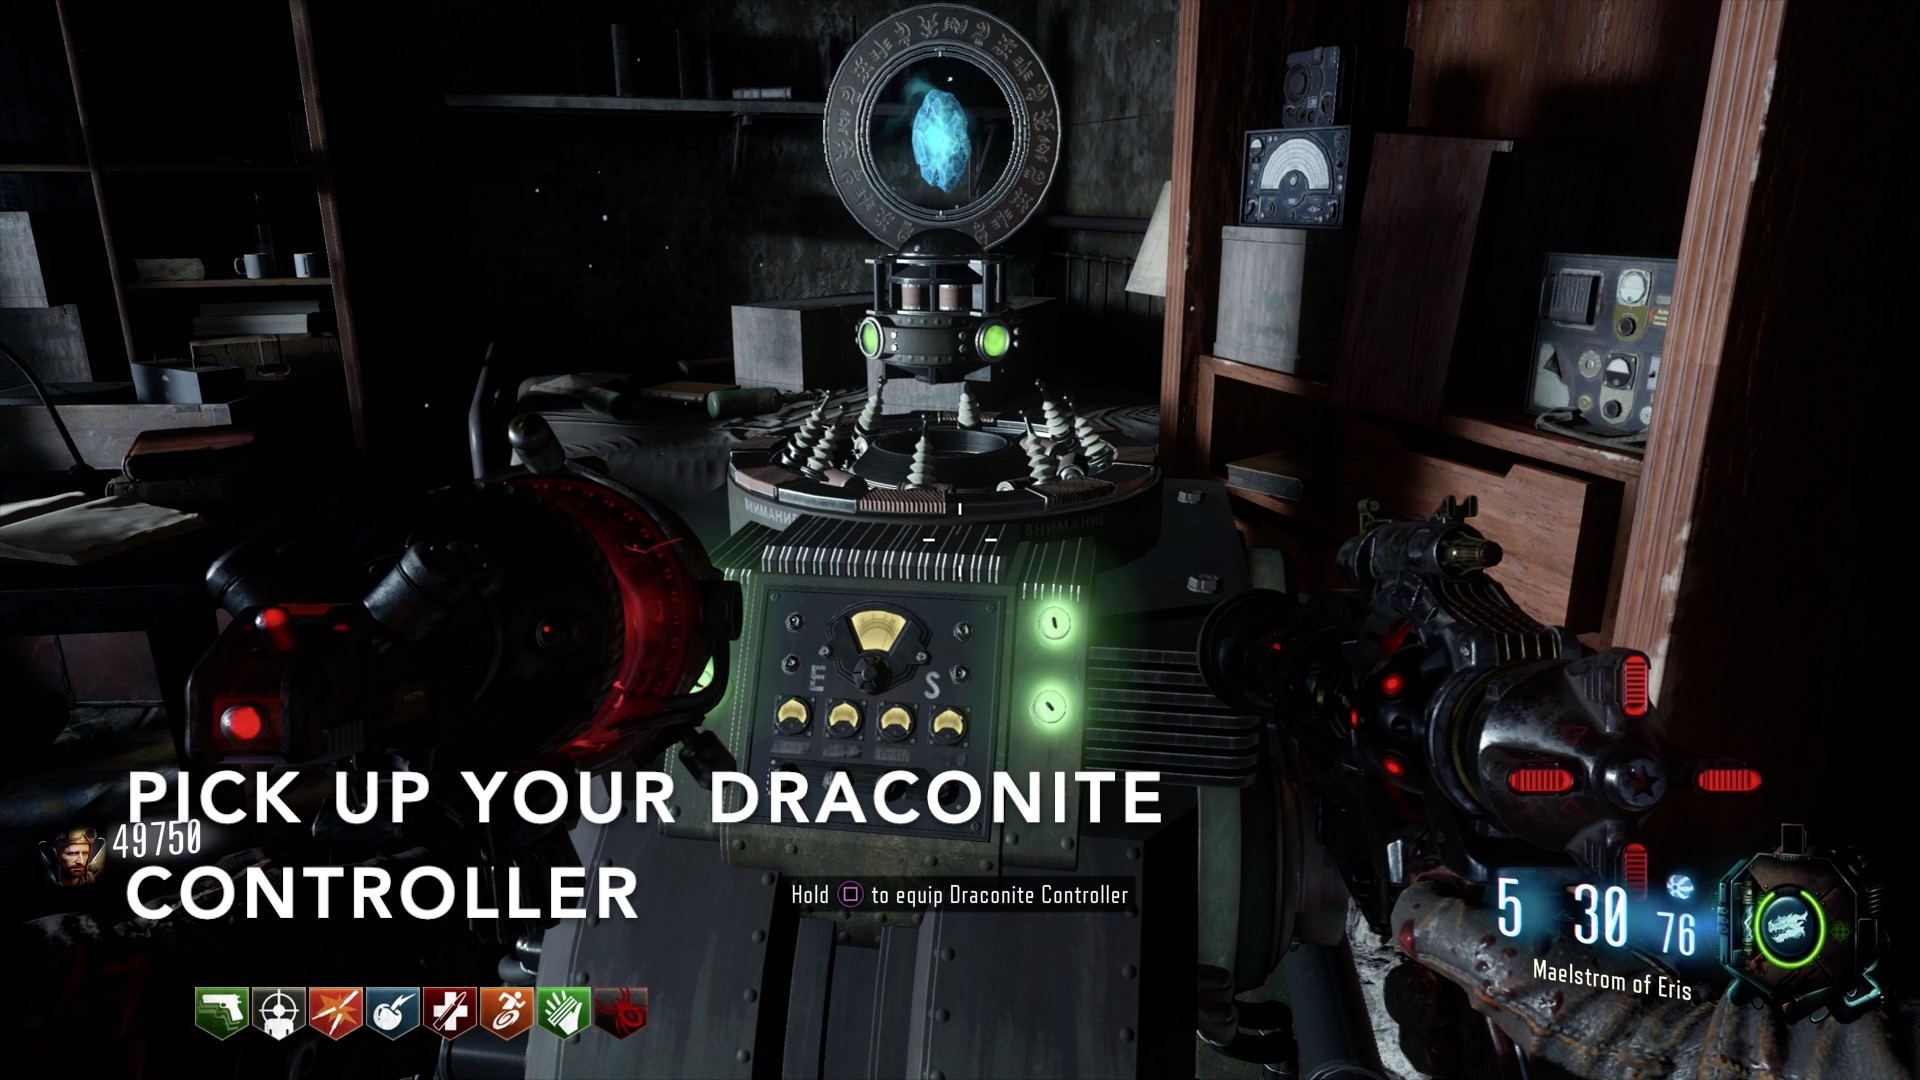 ВНИМАНИЕ
ВНИМАНИЕ
E S
PICK UP YOUR DRACONITE
49750
CONTROLLER
Hold to equip Draconite Controller
5 30 76
Maelstrom of Eris